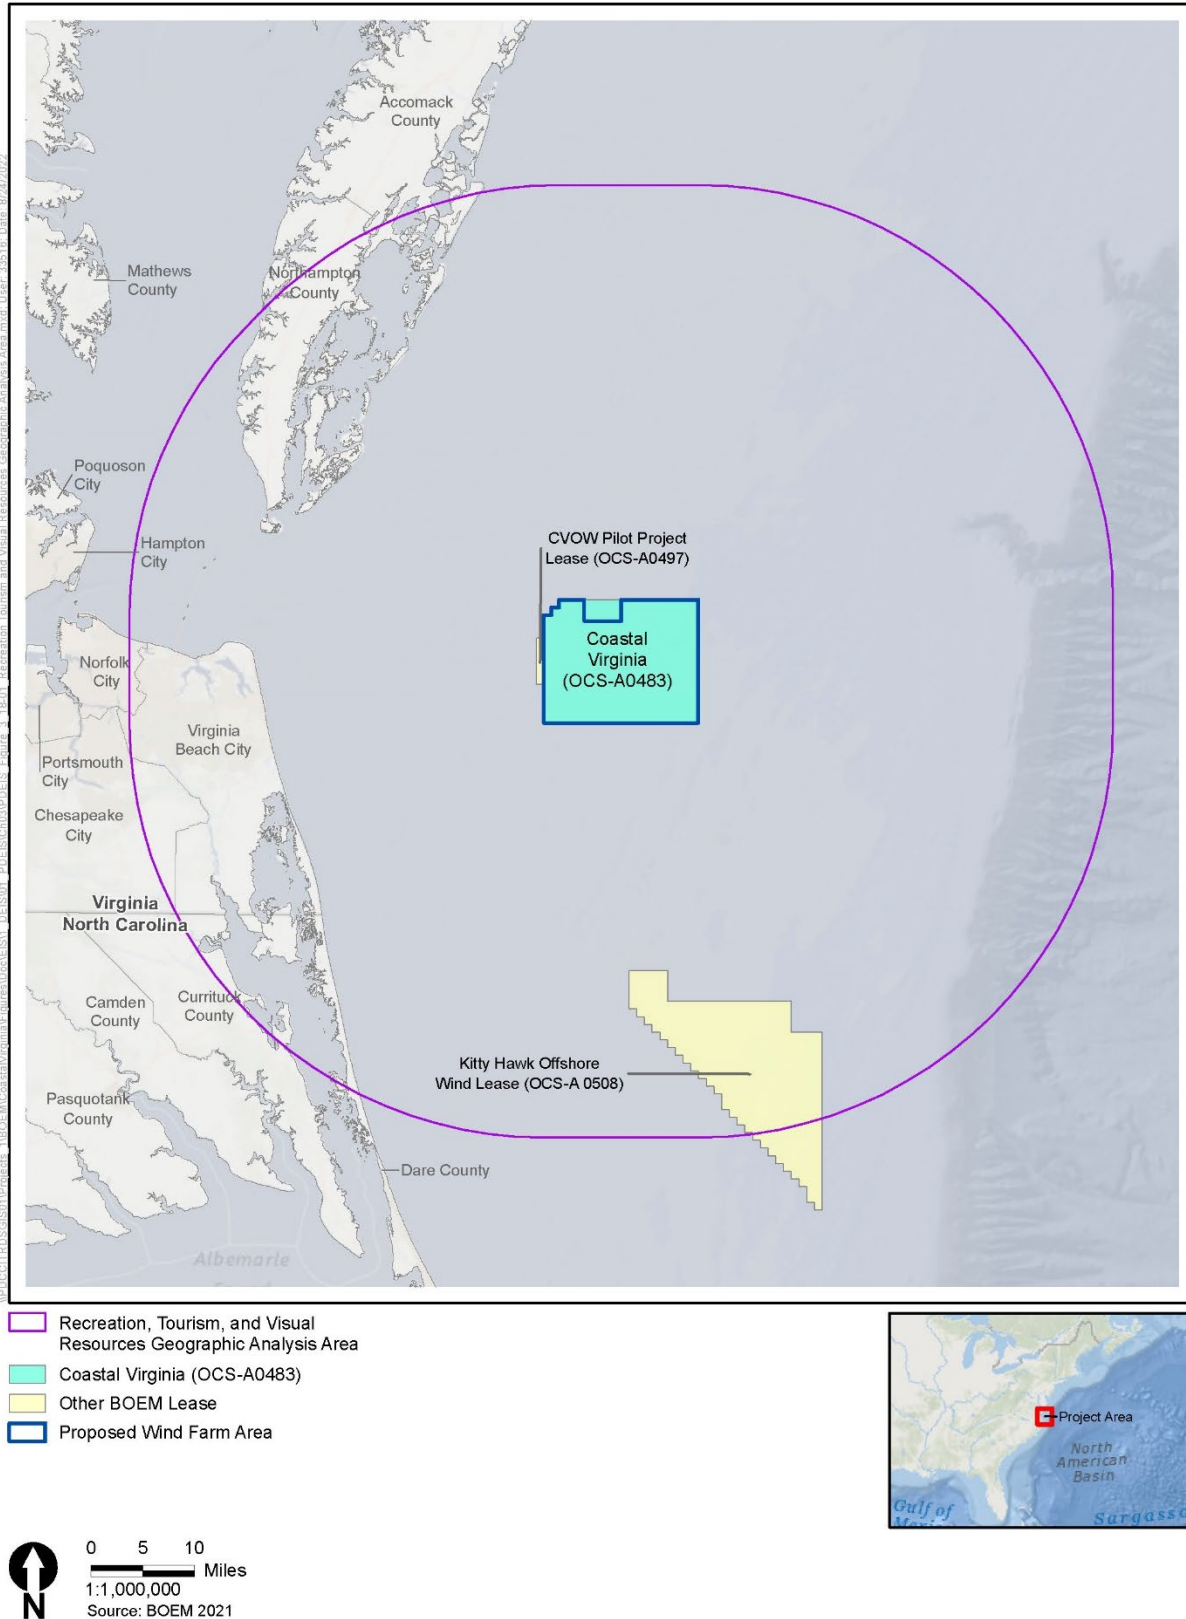 Accomack
County
Mathews
County
Northampton
County
Poquoson
City
Hampton
City
CVOW Pilot Project
Lease (OCS-A0497)
Coastal
Virginia
(OCS-A0483)
Norfolk
City
Virginia
Beach City
Portsmouth
City
Chesapeake
City
Virginia
North Carolina
Camden
County
Currituck
County
Kitty Hawk Offshore
Wind Lease (OCS-A 0508)
Pasquotank
County
Dare County
Albemarle
Recreation, Tourism, and Visual
Resources Geographic Analysis Area
Coastal Virginia (OCS-A0483)
Other BOEM Lease
Proposed Wind Farm Area
Project Area
North
American
Basin
Gulf of
Sargass
N
0 5 10
Miles
1:1,000,000
Source: BOEM 2021